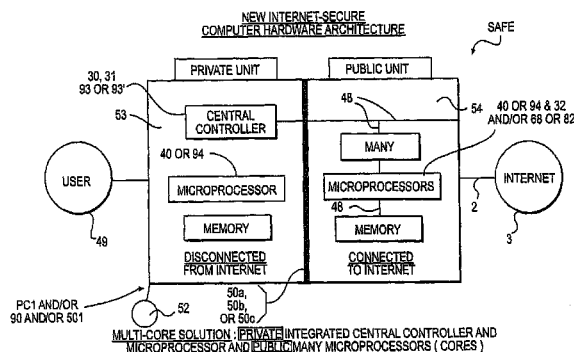 NEW INTERNET-SECURE
COMPUTER HARDWARE ARCHITECTURE
SAFE
PRIVATE UNIT
PUBLIC UNIT
30, 31
93 OR 93'
53
CENTRAL
CONTROLLER
48
54
40 OR 94 & 32
AND/OR 68 OR 82
MANY
40 OR 94
MICROPROCESSOR
MICROPROCESSORS
USER
INTERNET
49
48
2
3
MEMORY
MEMORY
DISCONNECTED
FROM INTERNET
CONNECTED
TO INTERNET
PC1 AND/OR
90 AND/OR 501
52
50a,
50b,
OR 50c
MULTI-CORE SOLUTION : PRIVATE INTEGRATED CENTRAL CONTROLLER AND
MICROPROCESSOR AND PUBLIC MANY MICROPROCESSORS ( CORES )